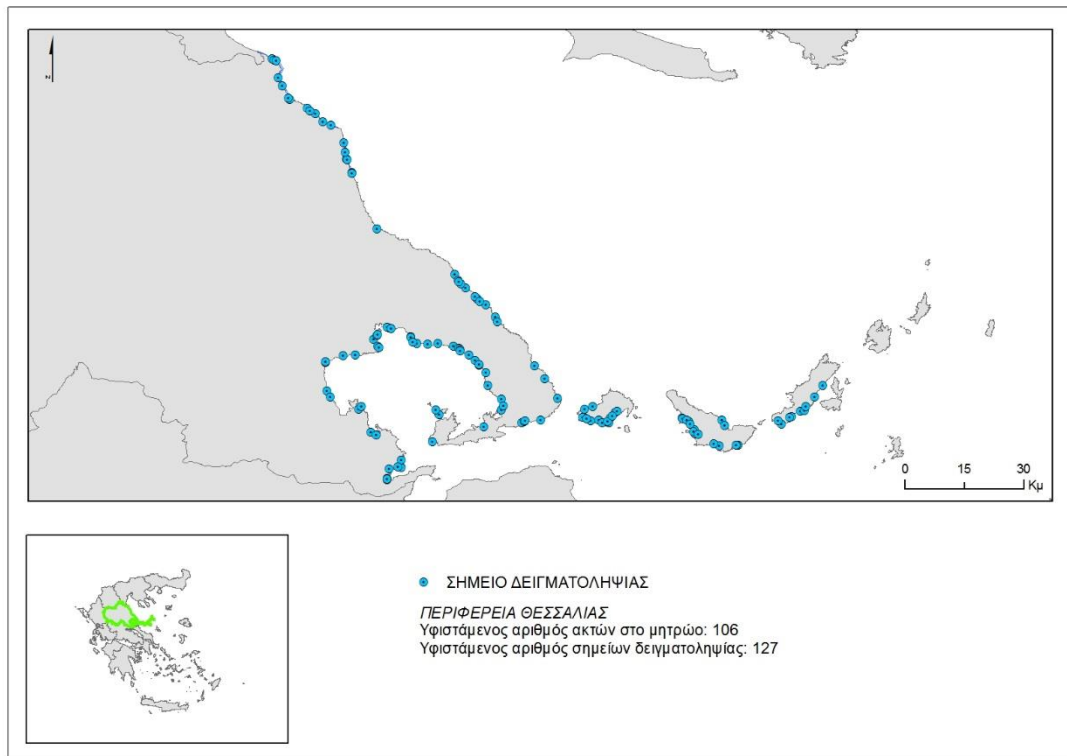 N
0 15 30
Κμ
ΣΗΜΕΙΟ ΔΕΙΓΜΑΤΟΛΗΨΙΑΣ
ΠΕΡΙΦΕΡΕΙΑ ΘΕΣΣΑΛΙΑΣ
Υφιστάμενος αριθμός ακτών στο μητρώο: 106
Υφιστάμενος αριθμός σημείων δειγματοληψίας: 127